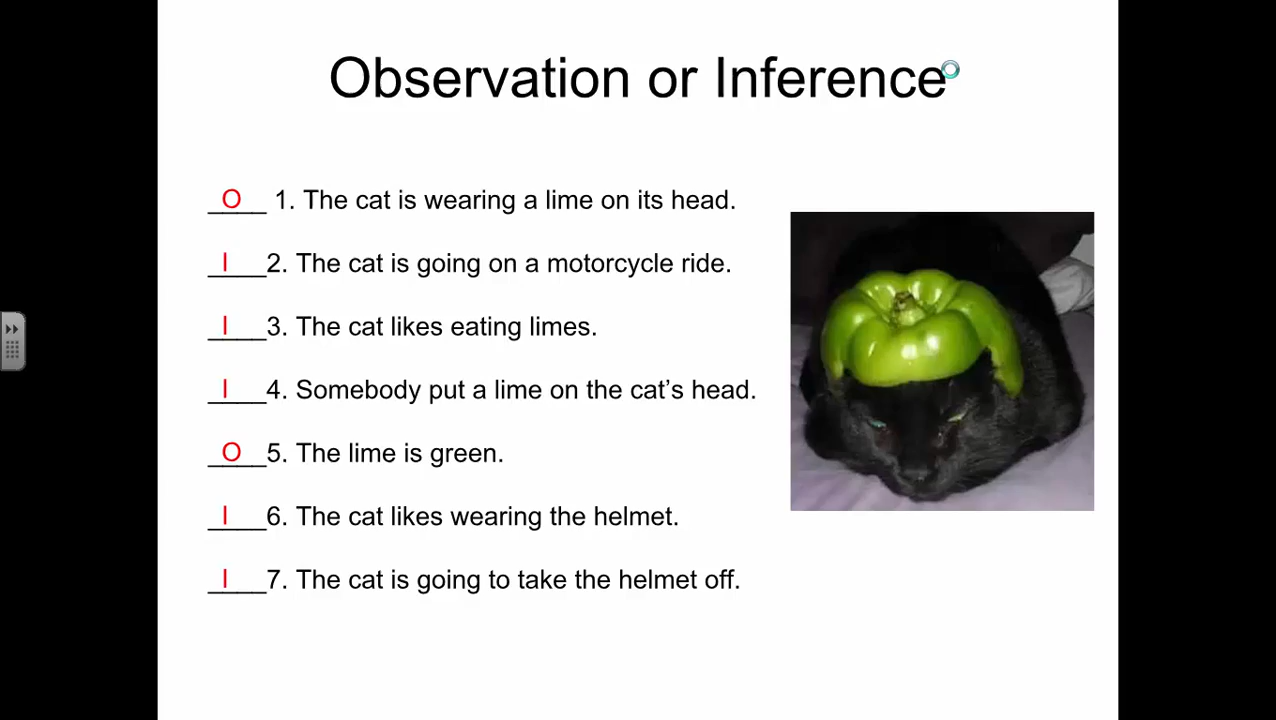 Observation or Inference
O 1. The cat is wearing a lime on its head.
I 2. The cat is going on a motorcycle ride.
I 3. The cat likes eating limes.
I 4. Somebody put a lime on the cat’s head.
O 5. The lime is green.
I 6. The cat likes wearing the helmet.
I 7. The cat is going to take the helmet off.